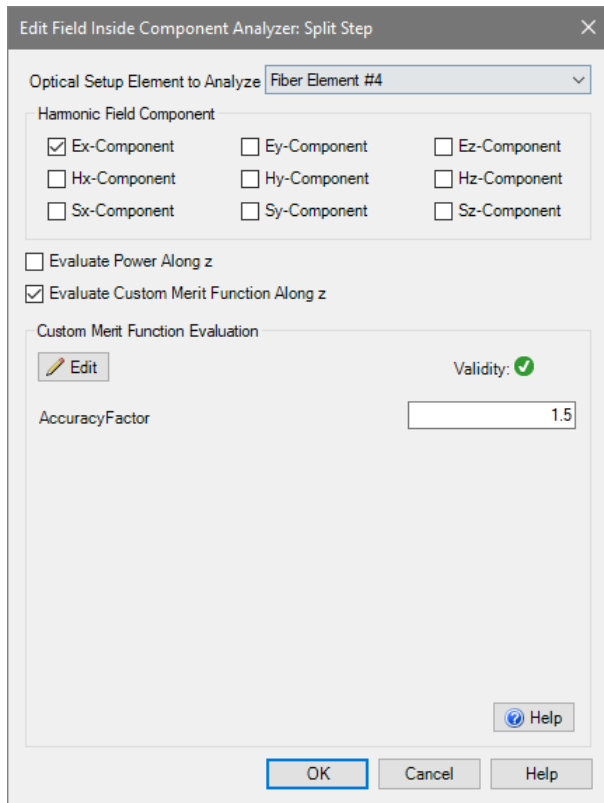 Edit Field Inside Component Analyzer: Split Step
Optical Setup Element to Analyze Fiber Element #4
Harmonic Field Component
Ex-Component Ey-Component Ez-Component
Hx-Component Hy-Component Hz-Component
Sx-Component Sy-Component Sz-Component
Evaluate Power Along z
Evaluate Custom Merit Function Along z
Custom Merit Function Evaluation
Edit Validity:
AccuracyFactor 1.5
Help
OK Cancel Help